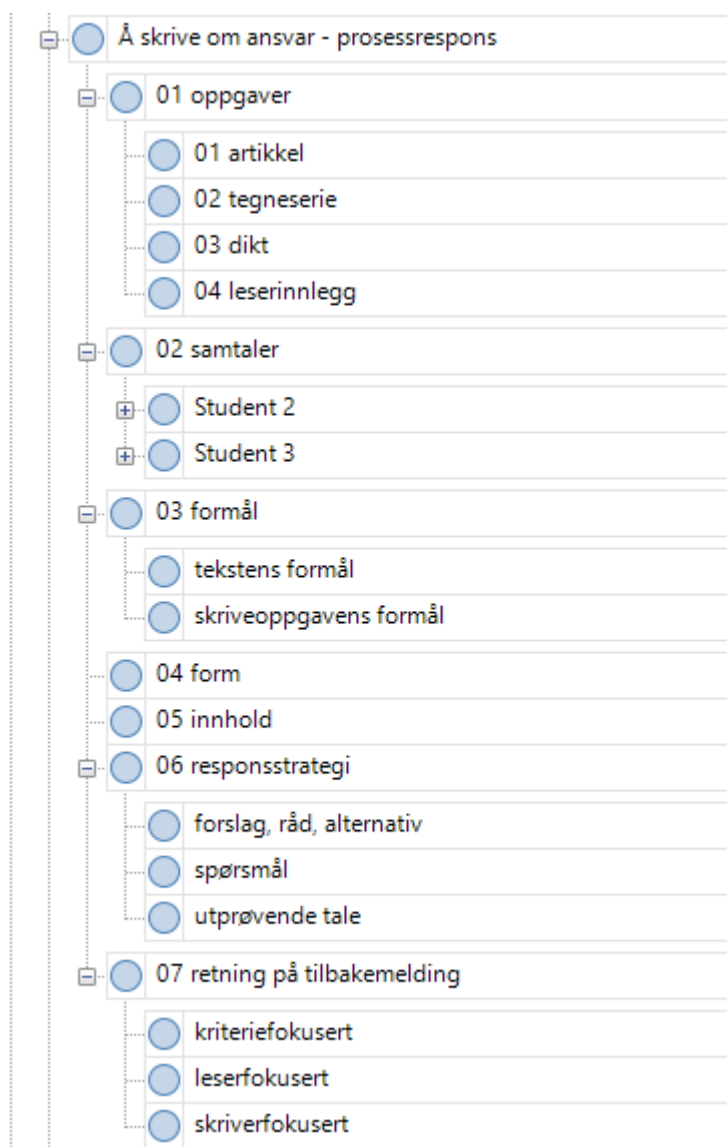 Å skrive om ansvar - prosessrespons
01 oppgaver
01 artikkel
02 tegneserie
03 dikt
04 leserinnlegg
02 samtaler
Student 2
Student 3
03 formål
tekstens formål
skriveoppgavens formål
04 form
05 innhold
06 responsstrategi
forslag, råd, alternativ
spørsmål
utprøvende tale
07 retning på tilbakemelding
kriteriefokusert
leserfokusert
skriverfokusert